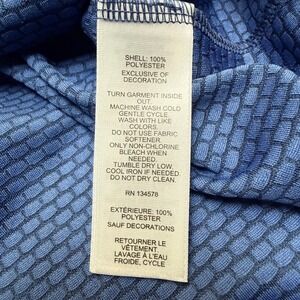 SHELL: 100%
POLYESTER
EXCLUSIVE OF
DECORATION
TURN GARMENT INSIDE
OUT.
MACHINE WASH COLD
GENTLE CYCLE
WASH WITH LIKE
COLORS.
DO NOT USE FABRIC
SOFTENER.
ONLY NON-CHLORINE
BLEACH WHEN
NEEDED.
TUMBLE DRY LOW.
COOL IRON IF NEEDED.
DO NOT DRY CLEAN.
RN 134578
EXTÉRIEURE: 100%
POLYESTER
SAUF DECORATIONS
RETOURNER LE
VÊTEMENT.
LAVAGE À L'EAU
FROIDE, CYCLE